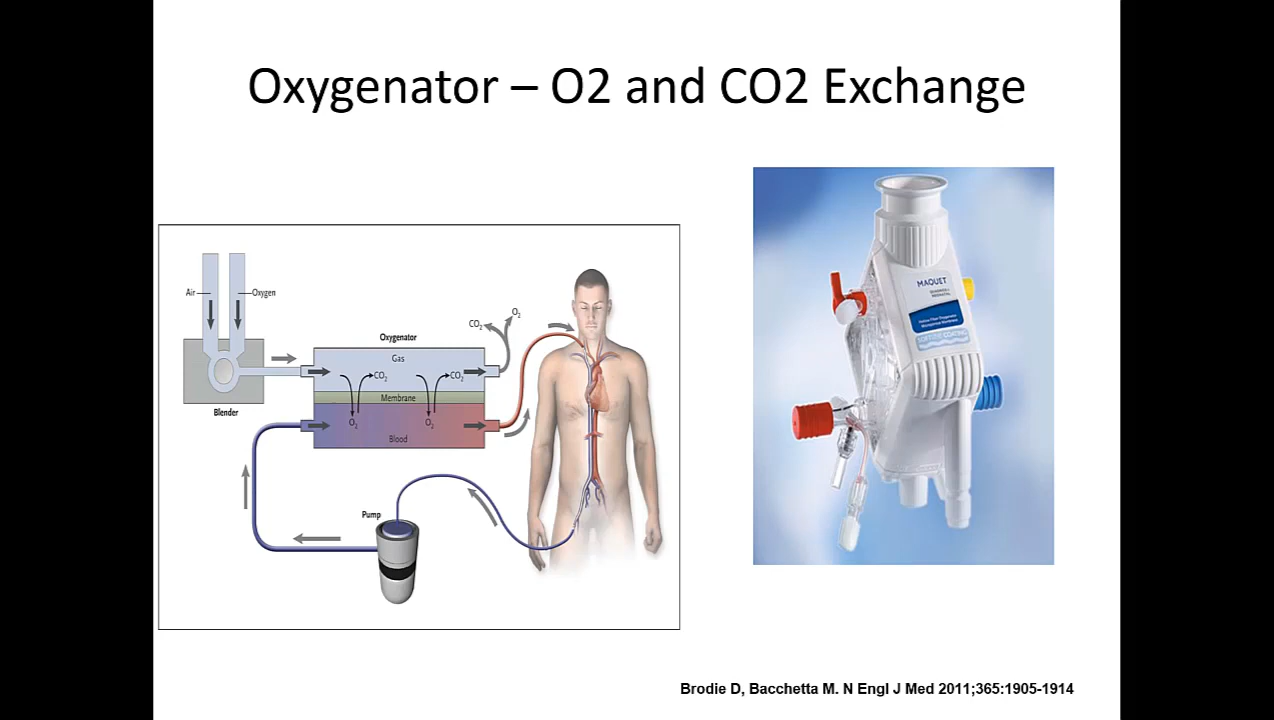 Oxygenator – O2 and CO2 Exchange
Air
Oxygen
Blender
Oxygenator
Gas
CO2
CO2
Membrane
O2
O2
Blood
CO2
O2
Pump
MAQUET
Brodie D, Bacchetta M. N Engl J Med 2011;365:1905-1914